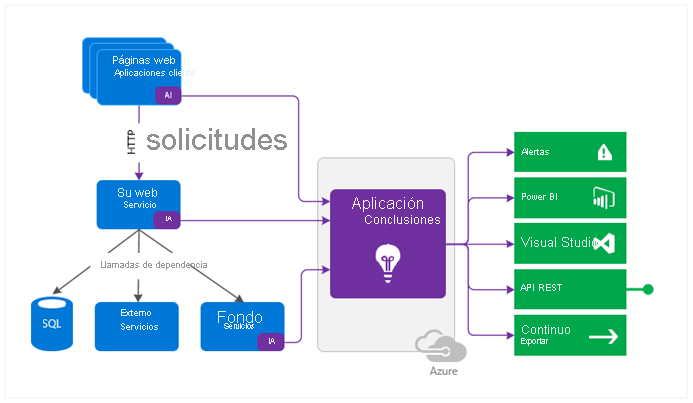 Páginas web
Aplicaciones cliente
AI
HTTP
solicitudes
Su web
Servicio
IA
Llamadas de dependencia
SQL
Externo
Servicios
Fondo
Servicios
IA
Aplicación
Conclusiones
Azure
Alertas
Power BI
Visual Studio
API REST
Continuo
Exportar